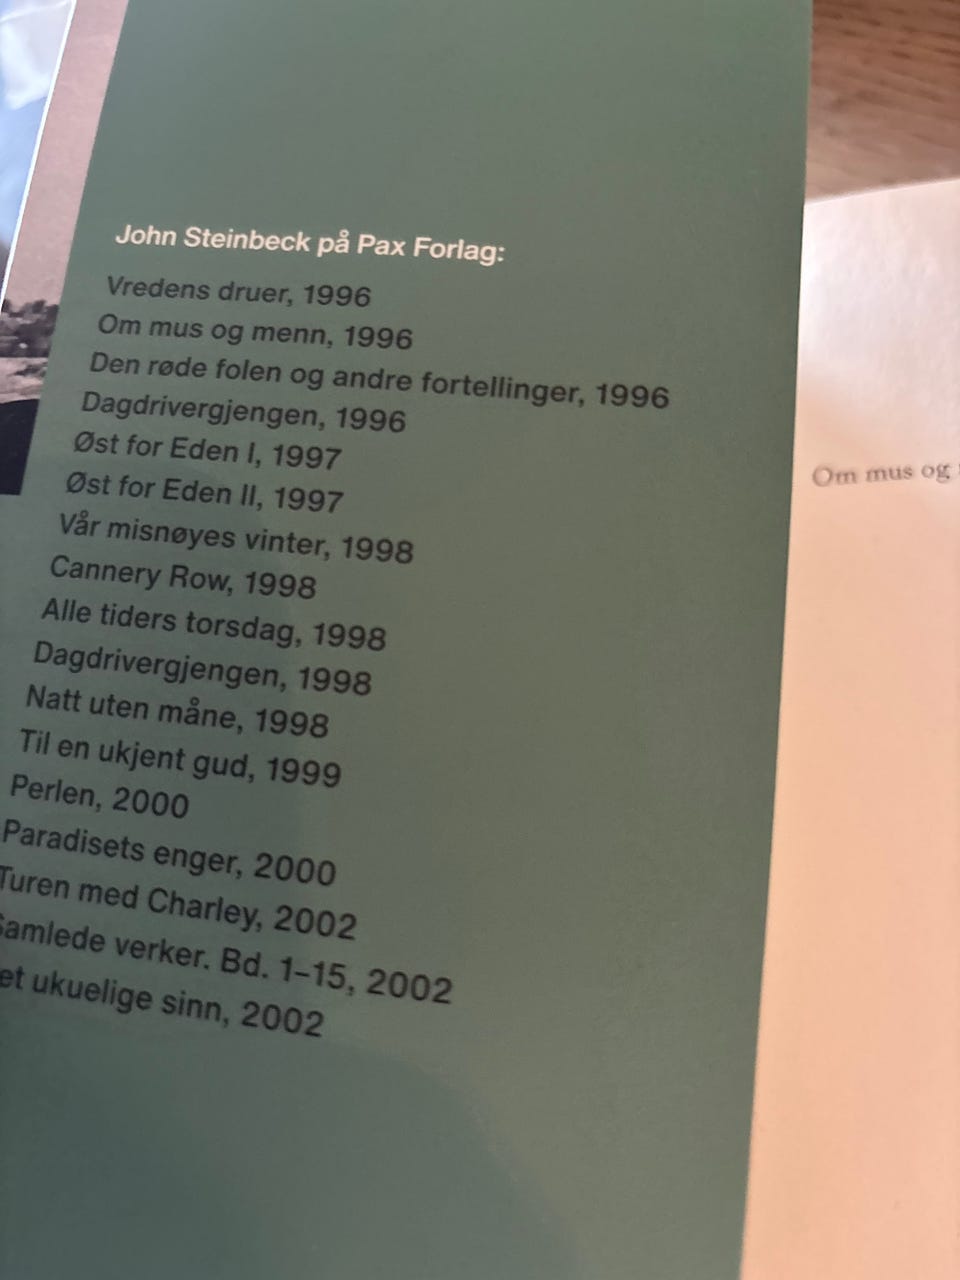 John Steinbeck på Pax Forlag:
Vredens druer, 1996
Om mus og menn, 1996
Den røde folen og andre fortellinger, 1996
Dagdrivergjengen, 1996
Øst for Eden I, 1997
Øst for Eden II, 1997
Vår misnøyes vinter, 1998
Cannery Row, 1998
Alle tiders torsdag, 1998
Dagdrivergjengen, 1998
Natt uten måne, 1998
Til en ukjent gud, 1999
Perlen, 2000
Paradisets enger, 2000
Turen med Charley, 2002
Samlede verker. Bd. 1–15, 2002
et ukuelige sinn, 2002
Om mus og